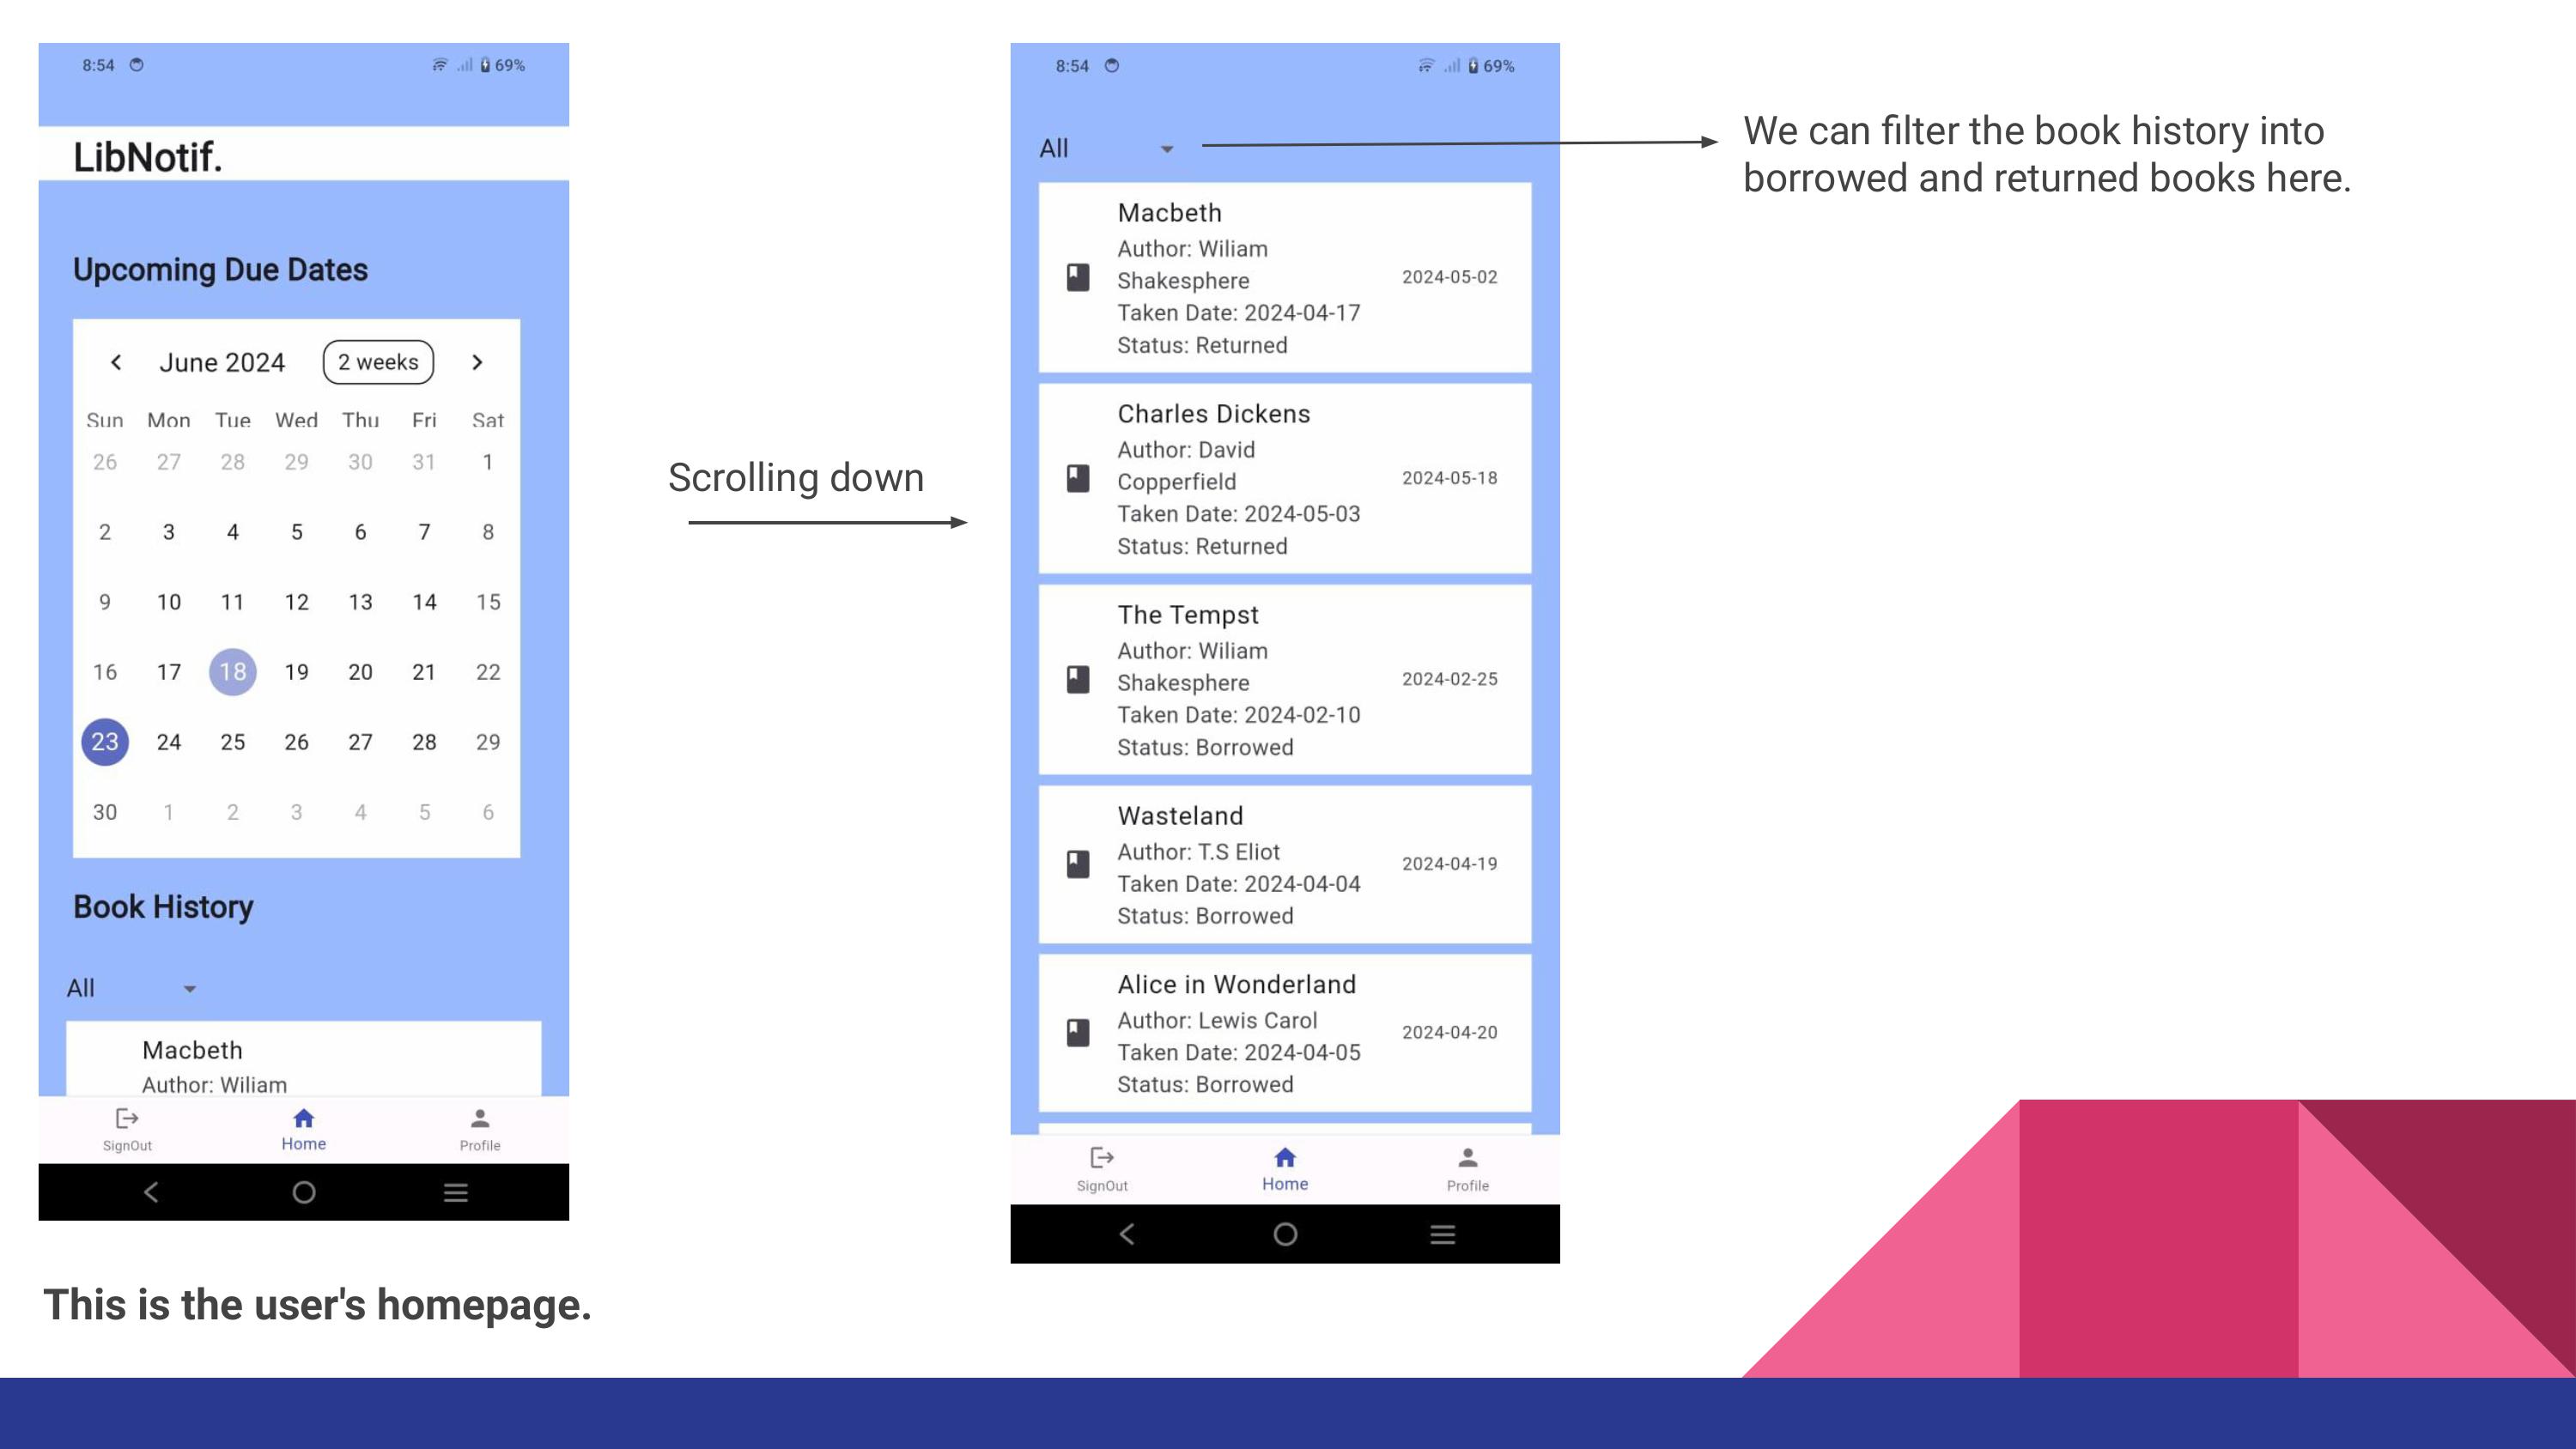 8:54 69%
LibNotif.
Upcoming Due Dates
June 2024 2 weeks
Sun Mon Tue Wed Thu Fri Sat
26 27 28 29 30 31 1
2 3 4 5 6 7 8
9 10 11 12 13 14 15
16 17 18 19 20 21 22
23 24 25 26 27 28 29
30 1 2 3 4 5 6
Book History
All
Macbeth
Author: Wiliam
SignOut Home Profile
This is the user's homepage.
Scrolling down
8:54 69%
All
Macbeth
Author: Wiliam
Shakesphere
2024-05-02
Taken Date: 2024-04-17
Status: Returned
Charles Dickens
Author: David
Copperfield
2024-05-18
Taken Date: 2024-05-03
Status: Returned
The Tempst
Author: Wiliam
Shakesphere
2024-02-25
Taken Date: 2024-02-10
Status: Borrowed
Wasteland
Author: T.S Eliot
2024-04-19
Taken Date: 2024-04-04
Status: Borrowed
Alice in Wonderland
Author: Lewis Carol
2024-04-20
Taken Date: 2024-04-05
Status: Borrowed
SignOut Home Profile
We can filter the book history into
borrowed and returned books here.